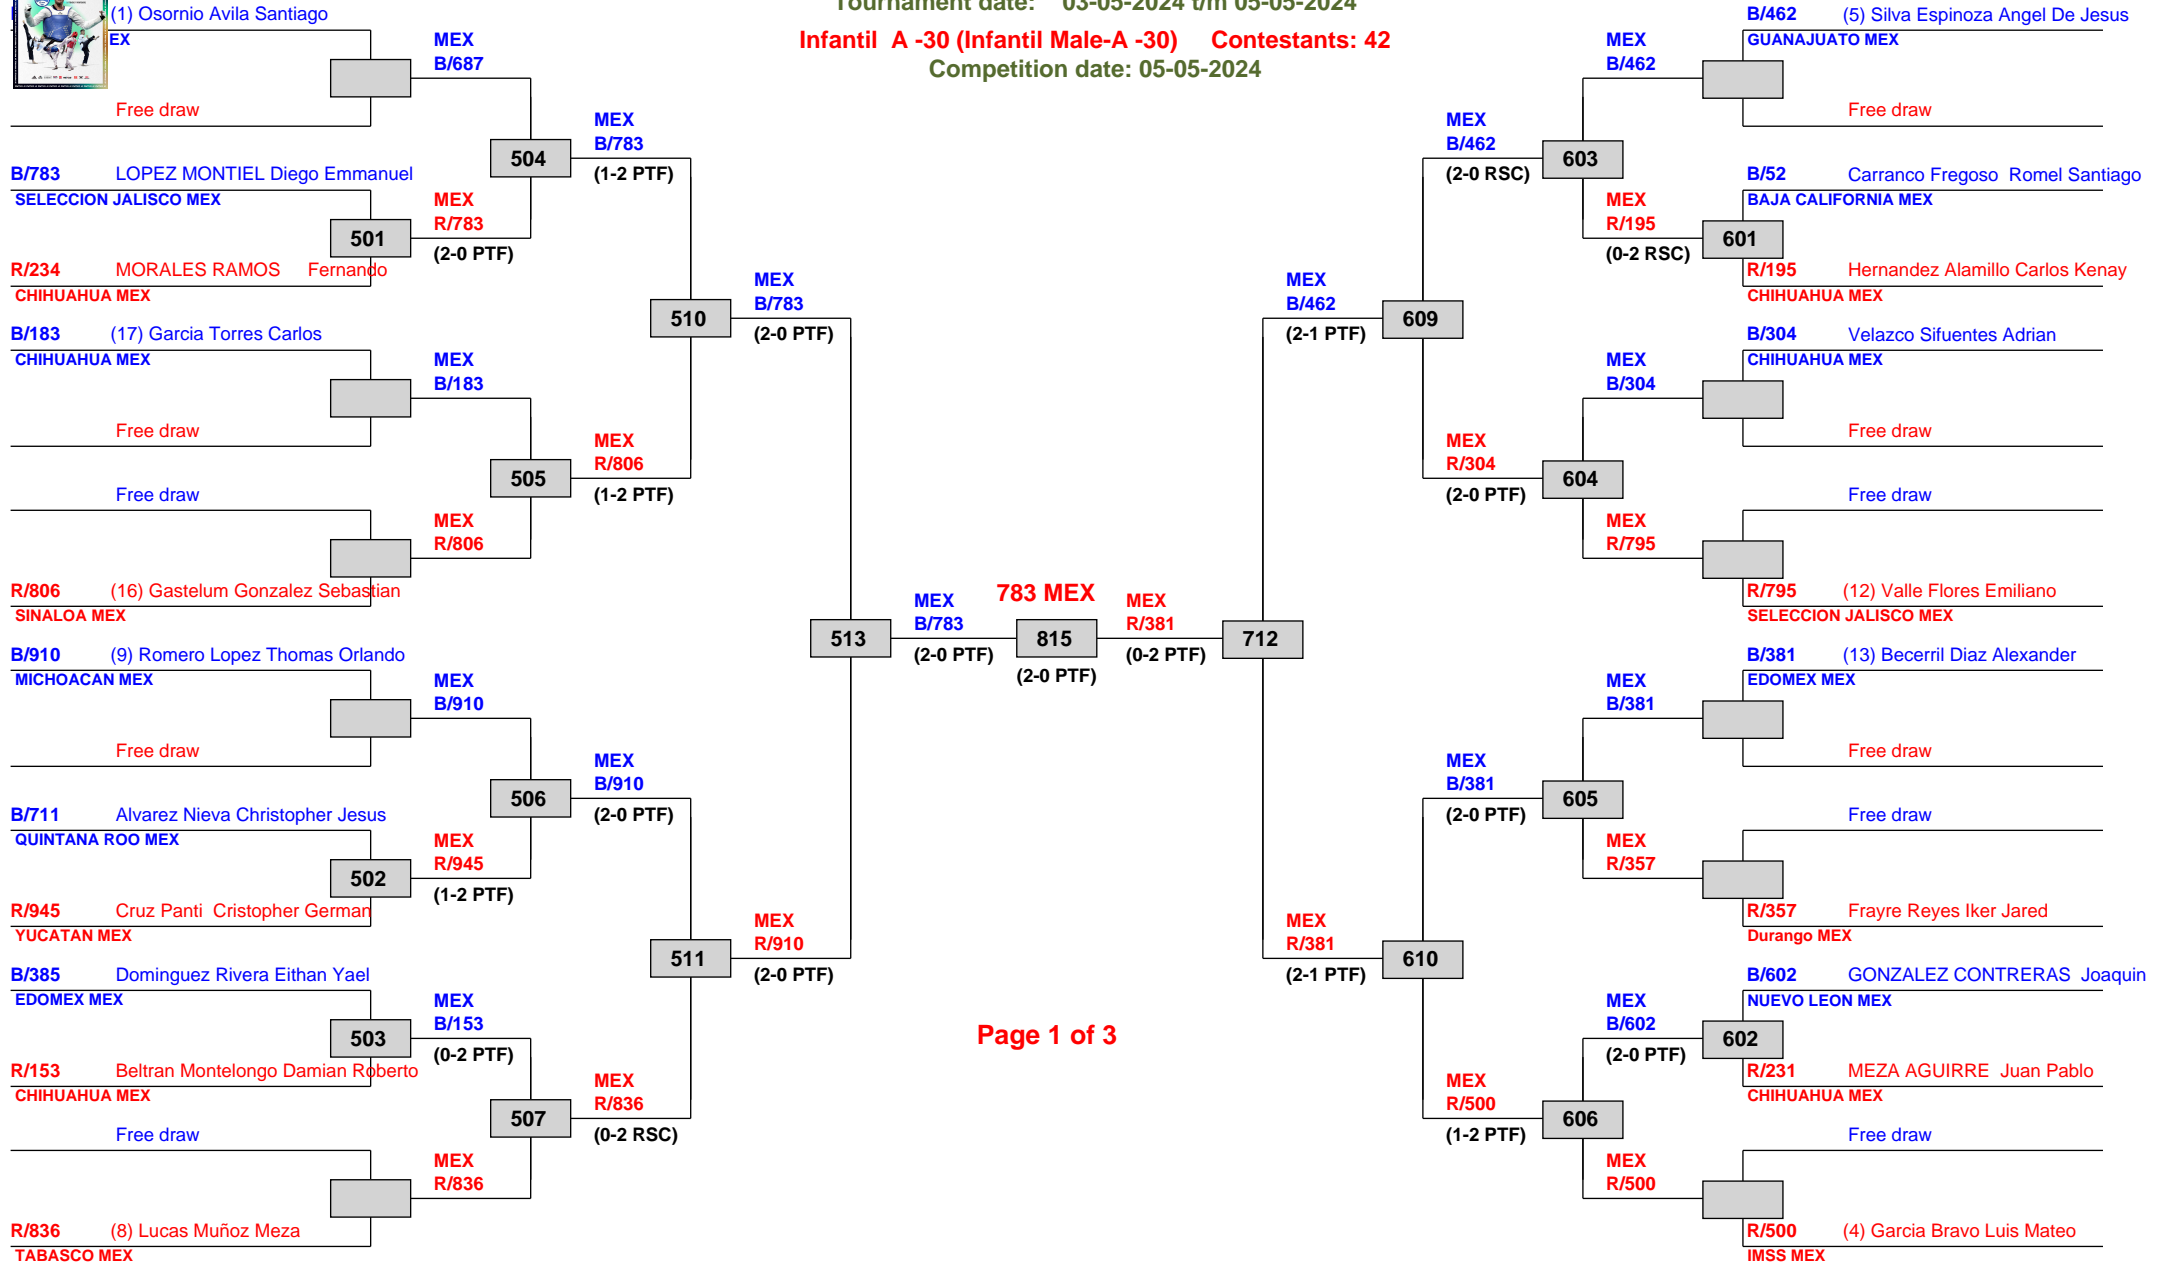 Tournament date: 03-05-2024 t/m 05-05-2024
Infantil A -30 (Infantil Male-A -30) Contestants: 42
Competition date: 05-05-2024
(1) Osornio Avila Santiago
EX
Free draw
B/783 LOPEZ MONTIEL Diego Emmanuel
SELECCION JALISCO MEX
R/234 MORALES RAMOS Fernando
CHIHUAHUA MEX
B/183 (17) Garcia Torres Carlos
CHIHUAHUA MEX
Free draw
Free draw
R/806 (16) Gastelum Gonzalez Sebastian
SINALOA MEX
B/910 (9) Romero Lopez Thomas Orlando
MICHOACAN MEX
Free draw
B/711 Alvarez Nieva Christopher Jesus
QUINTANA ROO MEX
R/945 Cruz Panti Cristopher German
YUCATAN MEX
B/385 Dominguez Rivera Eithan Yael
EDOMEX MEX
R/153 Beltran Montelongo Damian Roberto
CHIHUAHUA MEX
Free draw
R/836 (8) Lucas Muñoz Meza
TABASCO MEX
501
502
503
MEX
B/687
MEX
R/783
(2-0 PTF)
MEX
B/183
MEX
R/806
MEX
B/910
MEX
R/945
(1-2 PTF)
MEX
B/153
(0-2 PTF)
MEX
R/836
504
505
506
507
MEX
B/783
(1-2 PTF)
MEX
R/806
(1-2 PTF)
MEX
B/910
(2-0 PTF)
MEX
R/836
(0-2 RSC)
510
511
MEX
B/783
(2-0 PTF)
MEX
R/910
(2-0 PTF)
513
MEX
B/783
(2-0 PTF)
783 MEX
815
(2-0 PTF)
MEX
R/381
(0-2 PTF)
712
Page 1 of 3
MEX
B/462
(2-1 PTF)
MEX
R/381
(2-1 PTF)
609
610
MEX
B/462
(2-0 RSC)
MEX
R/304
(2-0 PTF)
MEX
B/381
(2-0 PTF)
MEX
R/500
(1-2 PTF)
603
604
605
606
MEX
B/462
MEX
R/195
(0-2 RSC)
MEX
B/304
MEX
R/795
MEX
B/381
MEX
R/357
MEX
B/602
(2-0 PTF)
MEX
R/500
601
602
B/462 (5) Silva Espinoza Angel De Jesus
GUANAJUATO MEX
Free draw
B/52 Carranco Fregoso Romel Santiago
BAJA CALIFORNIA MEX
R/195 Hernandez Alamillo Carlos Kenay
CHIHUAHUA MEX
B/304 Velazco Sifuentes Adrian
CHIHUAHUA MEX
Free draw
Free draw
R/795 (12) Valle Flores Emiliano
SELECCION JALISCO MEX
B/381 (13) Becerril Diaz Alexander
EDOMEX MEX
Free draw
Free draw
R/357 Frayre Reyes Iker Jared
Durango MEX
B/602 GONZALEZ CONTRERAS Joaquin
NUEVO LEON MEX
R/231 MEZA AGUIRRE Juan Pablo
CHIHUAHUA MEX
Free draw
R/500 (4) Garcia Bravo Luis Mateo
IMSS MEX